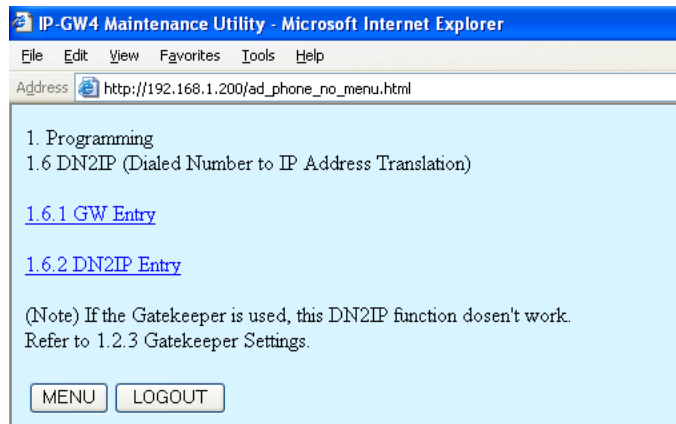 IP-GW4 Maintenance Utility - Microsoft Internet Explorer
File Edit View Favorites Tools Help
Address http://192.168.1.200/ad_phone_no_menu.html
1. Programming
1.6 DN2IP (Dialed Number to IP Address Translation)
1.6.1 GW Entry
1.6.2 DN2IP Entry
(Note) If the Gatekeeper is used, this DN2IP function dosen't work.
Refer to 1.2.3 Gatekeeper Settings.
MENU LOGOUT